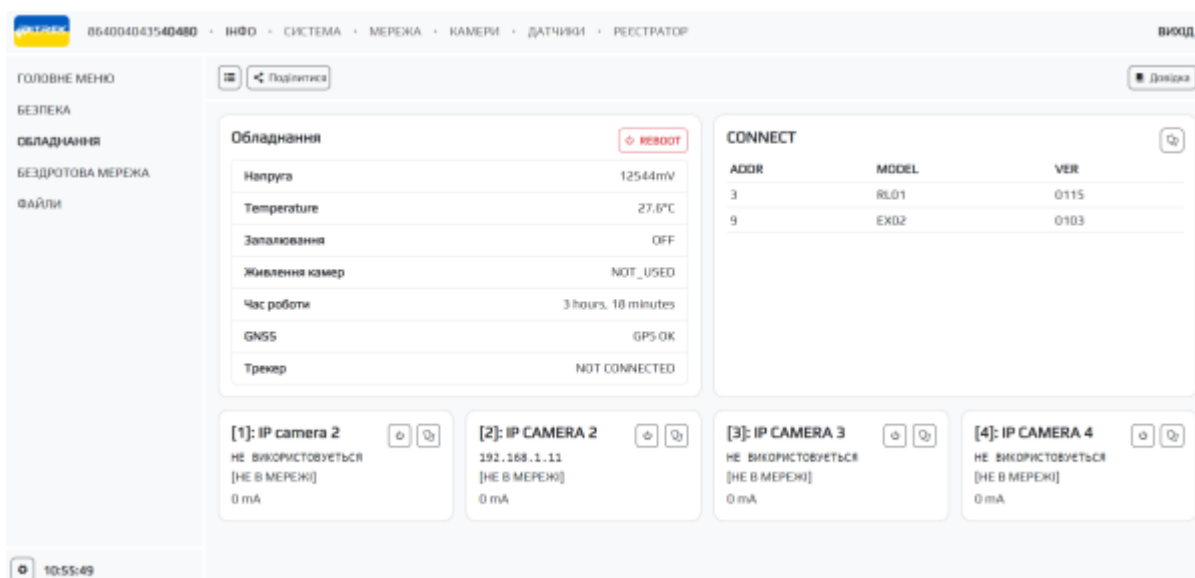 BITREK 864004043540480 · ІНФО · СИСТЕМА · МЕРЕЖА · КАМЕРИ · ДАТЧИКИ · РЕЄСТРАТОР ВИХІД
ГОЛОВНЕ МЕНЮ
БЕЗПЕКА
ОБЛАДНАННЯ
БЕЗДРОТОВА МЕРЕЖА
ФАЙЛИ
Поділитися Довідка
Обладнання REBOOT
Напруга 12544mV
Temperature 27.6°C
Запалювання OFF
Живлення камер NOT_USED
Час роботи 3 hours, 18 minutes
GNSS GPS OK
Трекер NOT CONNECTED
CONNECT
ADDR MODEL VER
3 RL01 0115
9 EX02 0103
[1]: IP camera 2
НЕ ВИКОРИСТОВУЄТЬСЯ
[НЕ В МЕРЕЖІ]
0 mA
[2]: IP CAMERA 2
192.168.1.11
[НЕ В МЕРЕЖІ]
0 mA
[3]: IP CAMERA 3
НЕ ВИКОРИСТОВУЄТЬСЯ
[НЕ В МЕРЕЖІ]
0 mA
[4]: IP CAMERA 4
НЕ ВИКОРИСТОВУЄТЬСЯ
[НЕ В МЕРЕЖІ]
0 mA
10:55:49